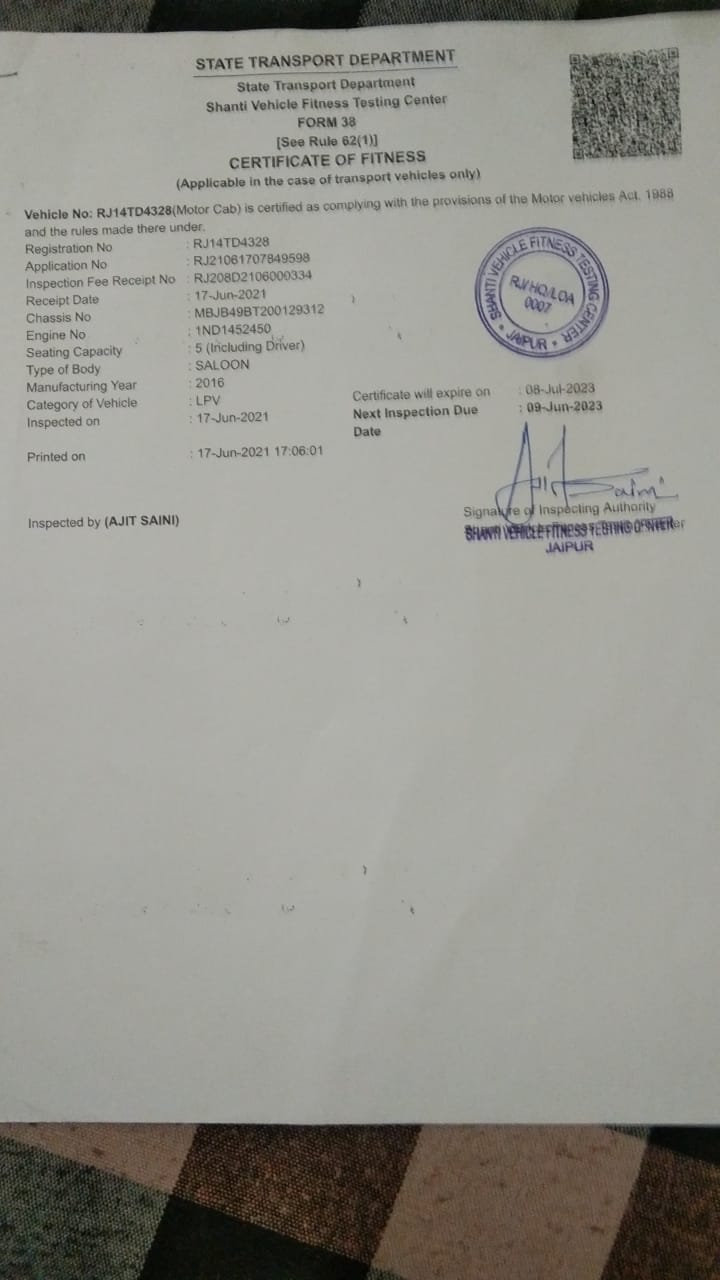 STATE TRANSPORT DEPARTMENT
State Transport Department
Shanti Vehicle Fitness Testing Center
FORM 38
[See Rule 62(1)]
CERTIFICATE OF FITNESS
(Applicable in the case of transport vehicles only)
Vehicle No: RJ14TD4328(Motor Cab) is certified as complying with the provisions of the Motor vehicles Act, 1988
and the rules made there under.
Registration No : RJ14TD4328
Application No : RJ21061707849598
Inspection Fee Receipt No : RJ208D2106000334
Receipt Date : 17-Jun-2021
Chassis No : MBJB49BT200129312
Engine No : 1ND1452450
Seating Capacity : 5 (Including Driver)
Type of Body : SALOON
Manufacturing Year : 2016
Category of Vehicle : LPV
Inspected on : 17-Jun-2021
SHANTI VEHICLE FITNESS TESTING CENTER
* JAIPUR *
RJ/HO/LOA
0007
Certificate will expire on : 08-Jul-2023
Next Inspection Due : 09-Jun-2023
Date
Printed on : 17-Jun-2021 17:06:01
Ajit Saini
Inspected by (AJIT SAINI)
Signature of Inspecting Authority
SHANTI VEHICLE FITNESS TESTING CENTER
JAIPUR